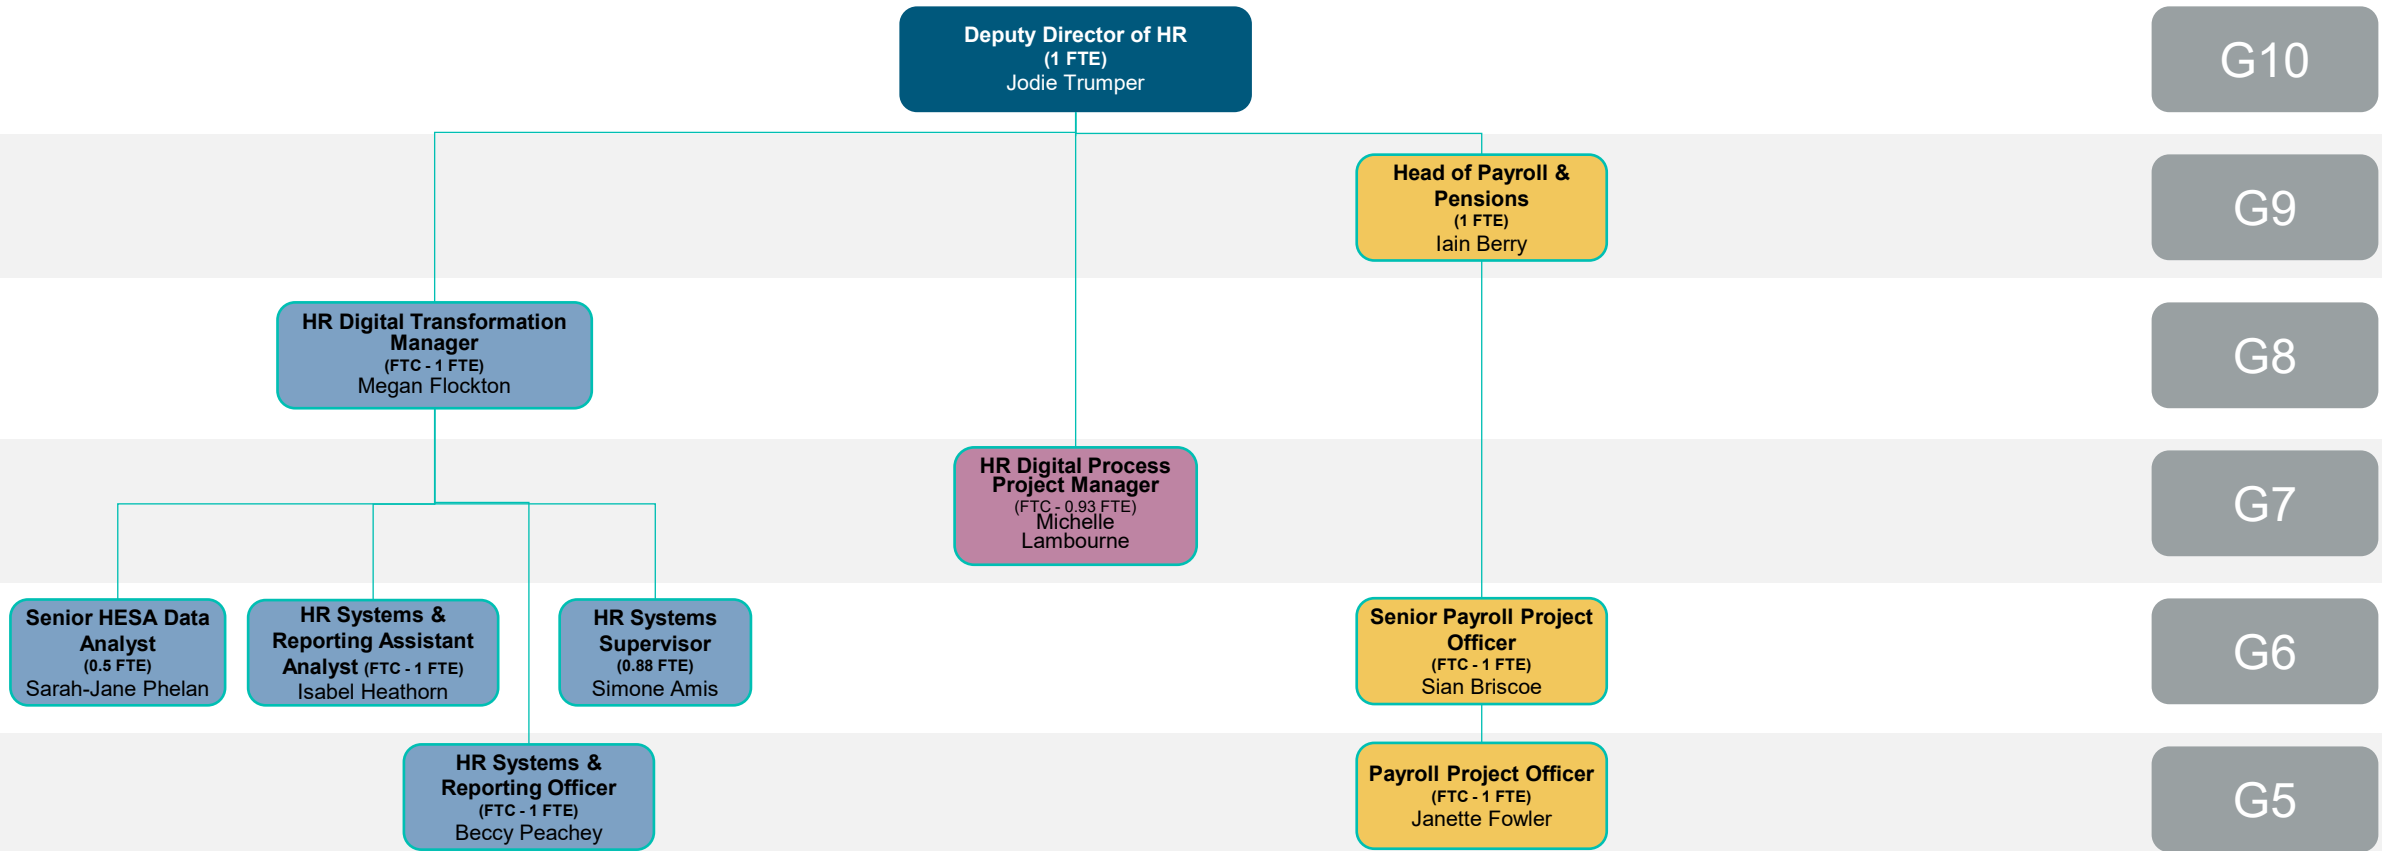 Deputy Director of HR
(1 FTE)
Jodie Trumper
G10
Head of Payroll &
Pensions
(1 FTE)
Iain Berry
G9
HR Digital Transformation
Manager
(FTC - 1 FTE)
Megan Flockton
G8
HR Digital Process
Project Manager
(FTC - 0.93 FTE)
Michelle
Lambourne
G7
Senior HESA Data
Analyst
(0.5 FTE)
Sarah-Jane Phelan
HR Systems &
Reporting Assistant
Analyst (FTC - 1 FTE)
Isabel Heathorn
HR Systems
Supervisor
(0.88 FTE)
Simone Amis
Senior Payroll Project
Officer
(FTC - 1 FTE)
Sian Briscoe
G6
HR Systems &
Reporting Officer
(FTC - 1 FTE)
Beccy Peachey
Payroll Project Officer
(FTC - 1 FTE)
Janette Fowler
G5